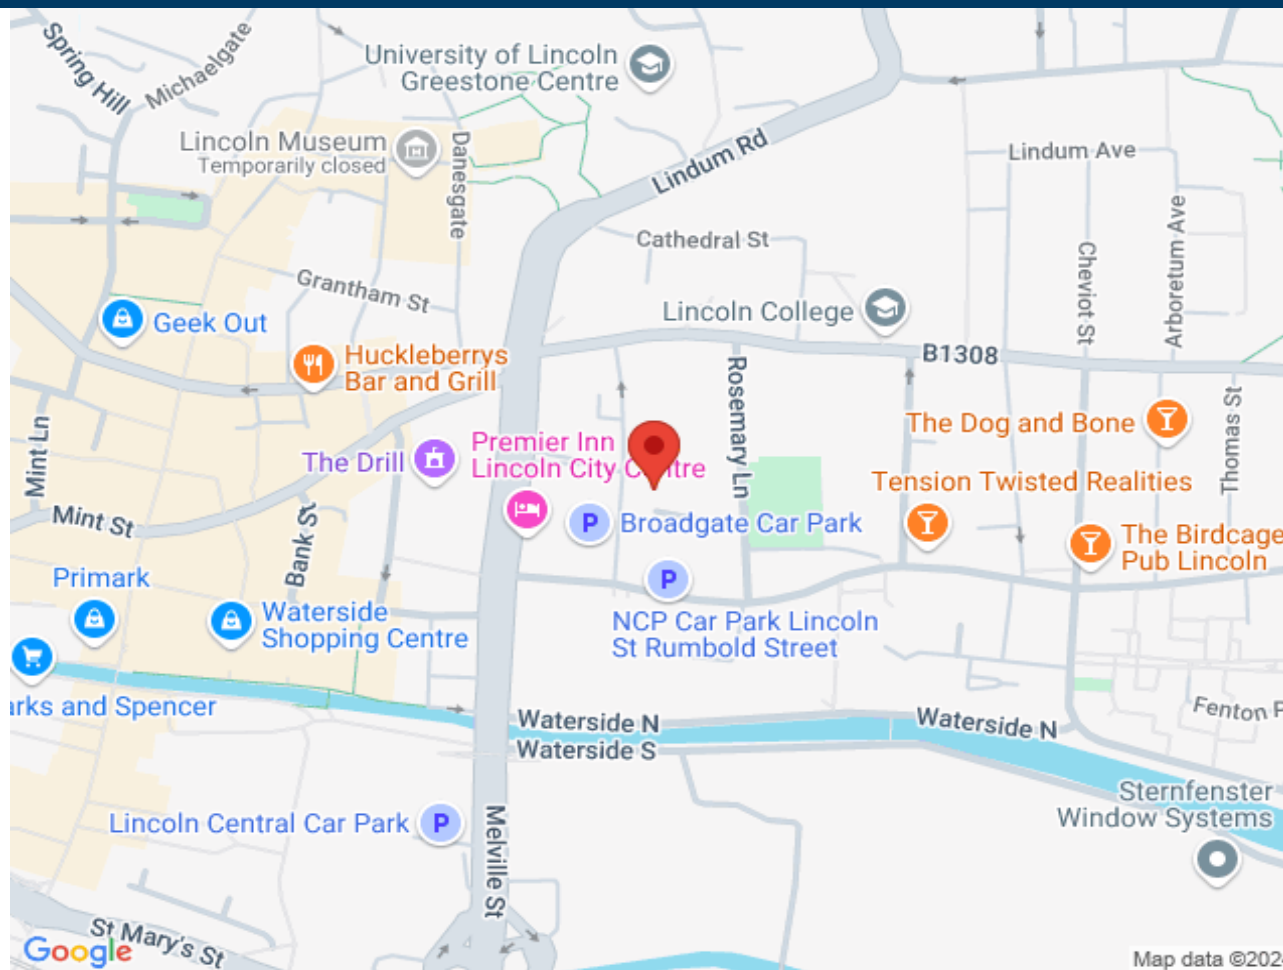 Spring Hill
Michaelgate
University of Lincoln
Greestone Centre
Lincoln Museum
Temporarily closed
Danesgate
Lindum Rd
Lindum Ave
Cathedral St
Arboretum Ave
Cheviot St
Grantham St
Lincoln College
Geek Out
Huckleberrys
Bar and Grill
B1308
Rosemary Ln
Thomas St
The Dog and Bone
Mint Ln
The Drill
Premier Inn
Lincoln City Centre
Tension Twisted Realities
Mint St
Bank St
P
Broadgate Car Park
The Birdcage
Pub Lincoln
Primark
P
Waterside
Shopping Centre
NCP Car Park Lincoln
St Rumbold Street
arks and Spencer
Waterside N
Waterside S
Waterside N
Fenton P
Sternfenster
Window Systems
Lincoln Central Car Park
P
Melville St
St Mary's St
Google
Map data ©202